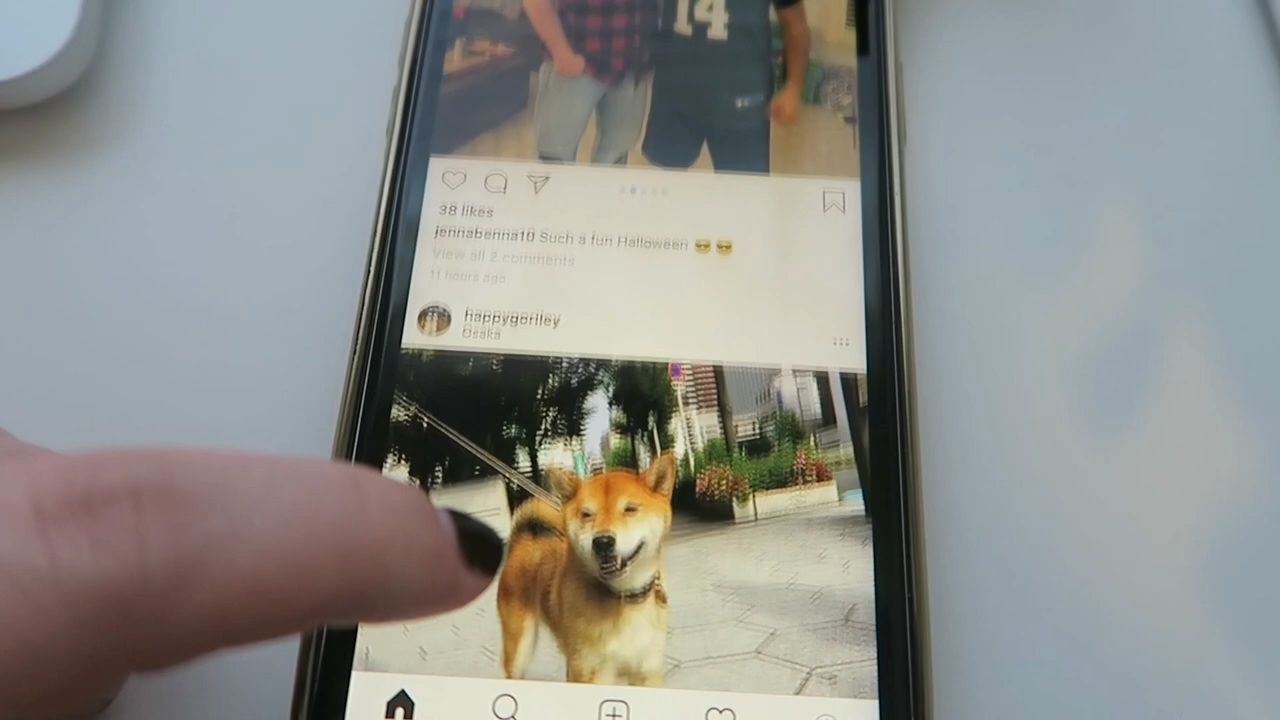 14
38 likes
jennabenna10 Such a fun Halloween 😎😎
View all 2 comments
11 hours ago
happygoriley
Osaka